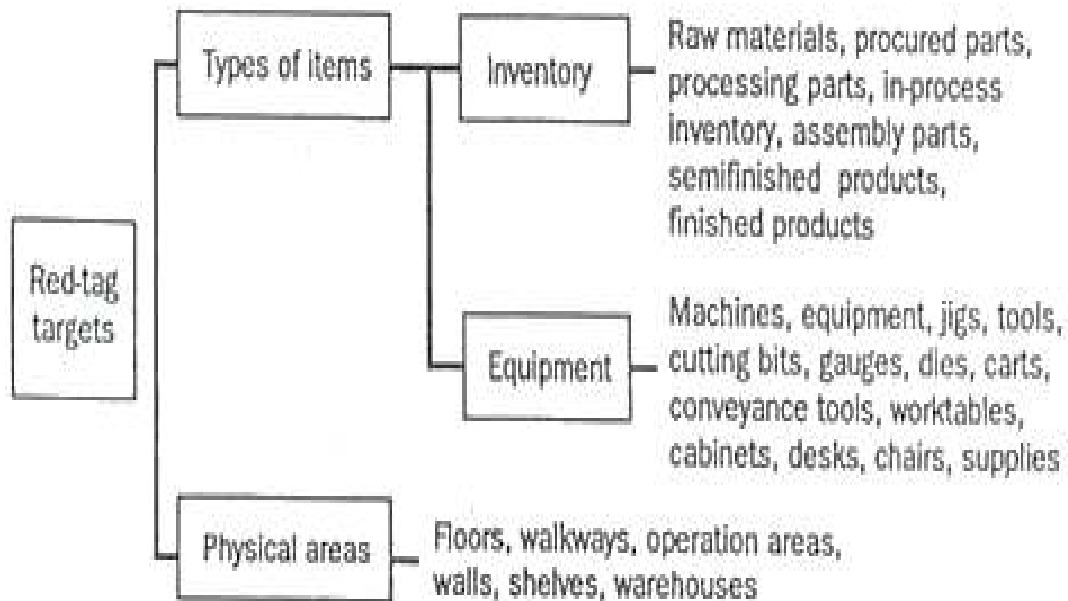 Types of items
Inventory
Raw materials, procured parts,
processing parts, in-process
inventory, assembly parts,
semifinished products,
finished products
Red-tag
targets
Equipment
Machines, equipment, jigs, tools,
cutting bits, gauges, dies, carts,
conveyance tools, worktables,
cabinets, desks, chairs, supplies
Physical areas
Floors, walkways, operation areas,
walls, shelves, warehouses